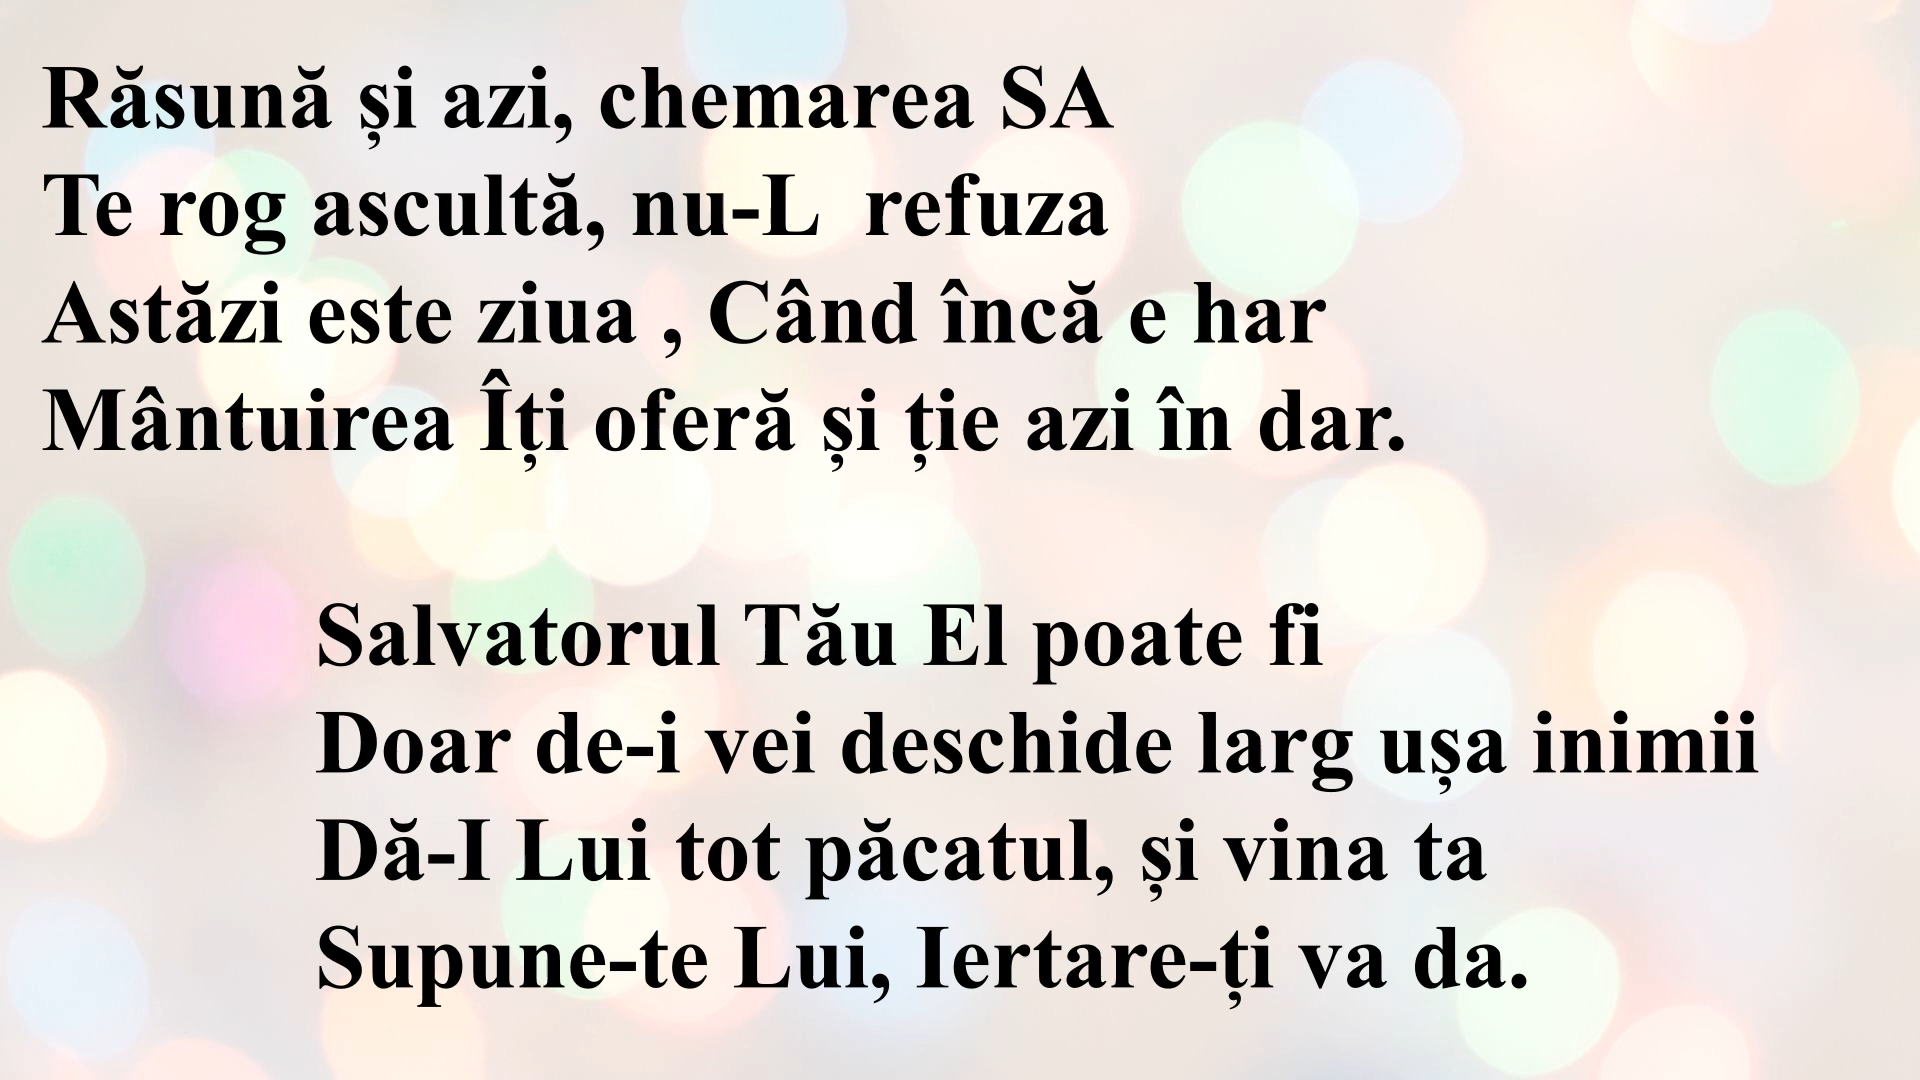 Răsună și azi, chemarea SA
Te rog ascultă, nu-L  refuza
Astăzi este ziua , Când încă e har
Mântuirea Îți oferă și ție azi în dar.
Salvatorul Tău El poate fi
Doar de-i vei deschide larg ușa inimii
Dă-I Lui tot păcatul, și vina ta
Supune-te Lui, Iertare-ți va da.